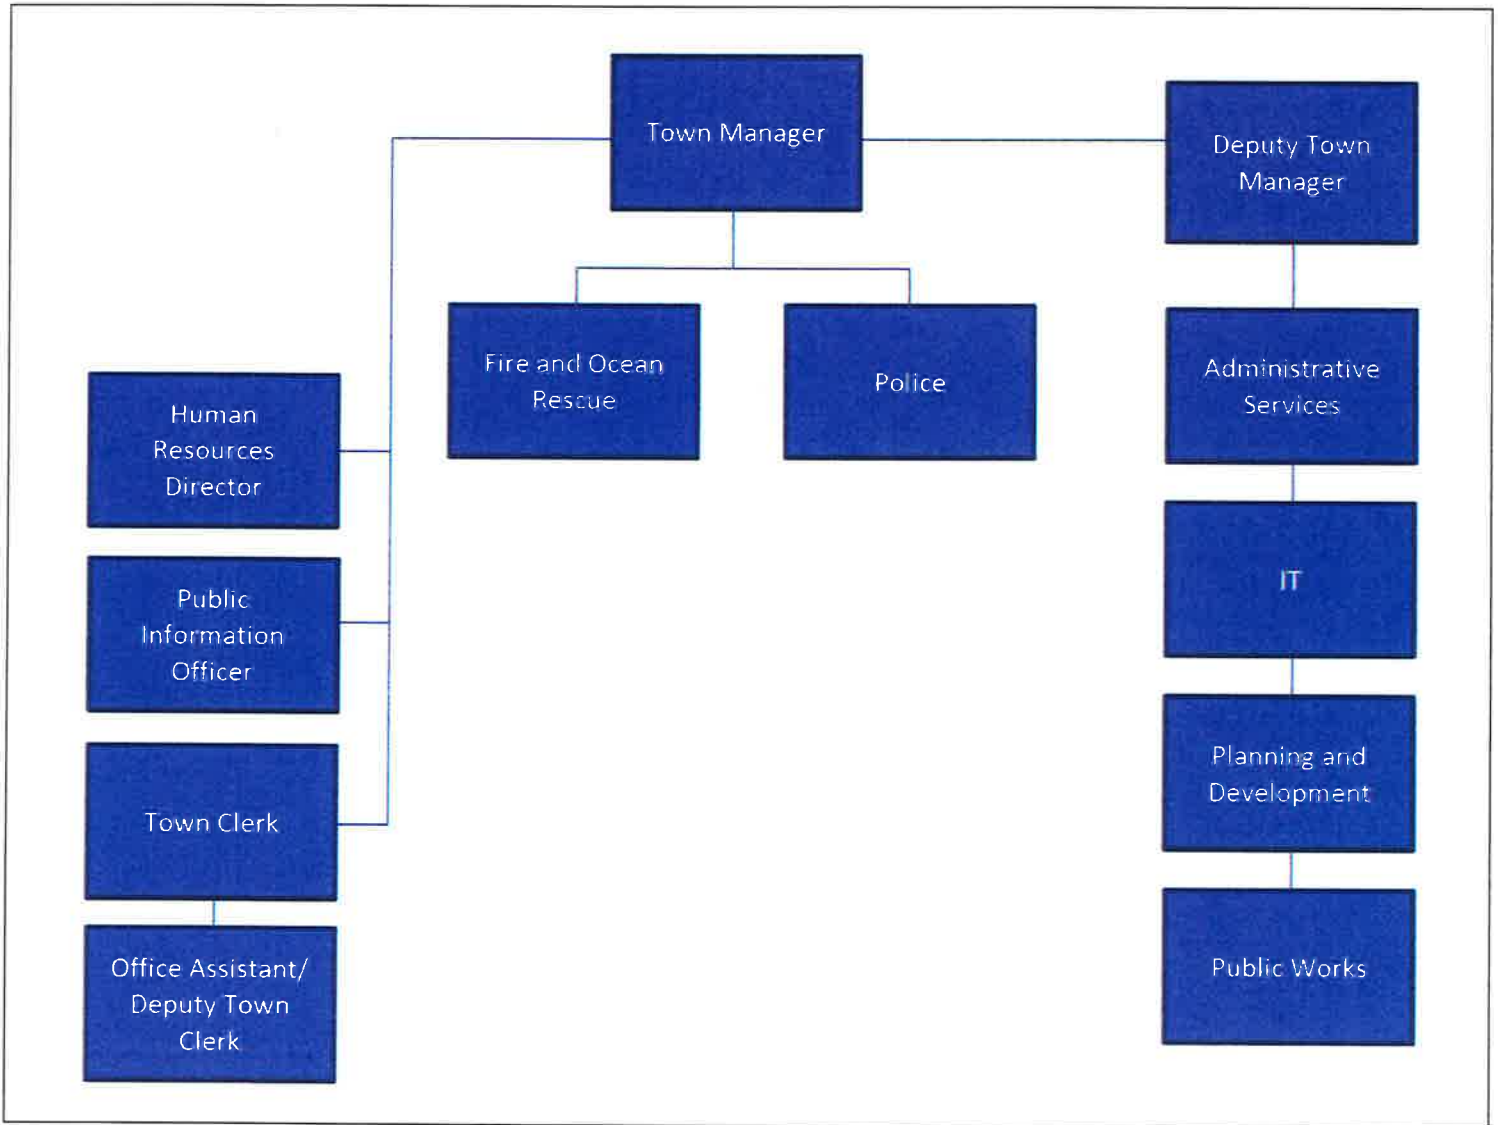 Town Manager
Deputy Town
Manager
Fire and Ocean
Rescue
Police
Administrative
Services
Human
Resources
Director
IT
Public
Information
Officer
Planning and
Development
Town Clerk
Office Assistant/
Deputy Town
Clerk
Public Works